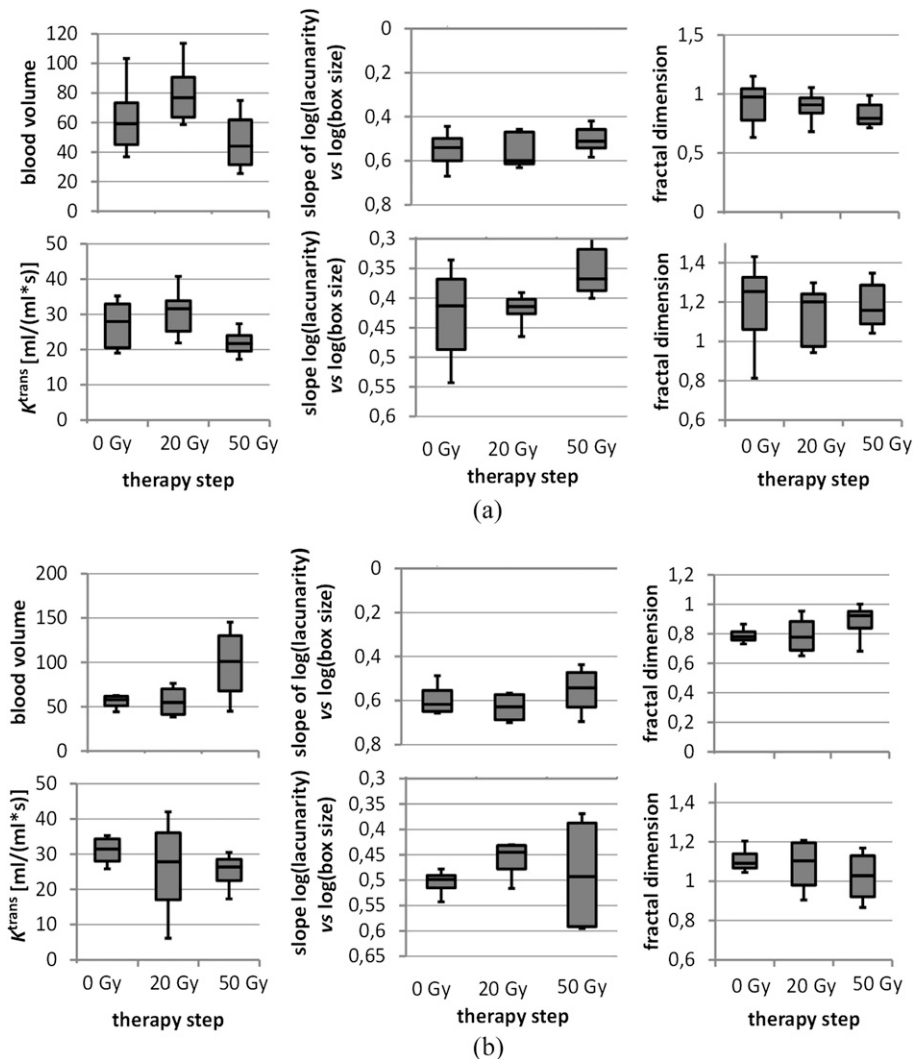 blood volume
120
100
80
60
40
20
0
slope of log(lacunarity)
vs log(box size)
0
0,2
0,4
0,6
0,8
fractal dimension
1,5
1
0,5
0
Kᵗʳᵃⁿˢ [ml/(ml*s)]
50
40
30
20
10
0
0 Gy 20 Gy 50 Gy
therapy step
slope log(lacunarity)
vs log(box size)
0,3
0,35
0,4
0,45
0,5
0,55
0,6
0 Gy 20 Gy 50 Gy
therapy step
fractal dimension
1,4
1,2
1
0,8
0,6
0 Gy 20 Gy 50 Gy
therapy step
(a)
blood volume
200
150
100
50
0
slope of log(lacunarity)
vs log(box size)
0
0,2
0,4
0,6
0,8
fractal dimension
1,2
1
0,8
0,6
0,4
0,2
0
Kᵗʳᵃⁿˢ [ml/(ml*s)]
50
40
30
20
10
0
0 Gy 20 Gy 50 Gy
therapy step
slope log(lacunarity)
vs log(box size)
0,3
0,35
0,4
0,45
0,5
0,55
0,6
0,65
0 Gy 20 Gy 50 Gy
therapy step
fractal dimension
1,4
1,2
1
0,8
0,6
0 Gy 20 Gy 50 Gy
therapy step
(b)